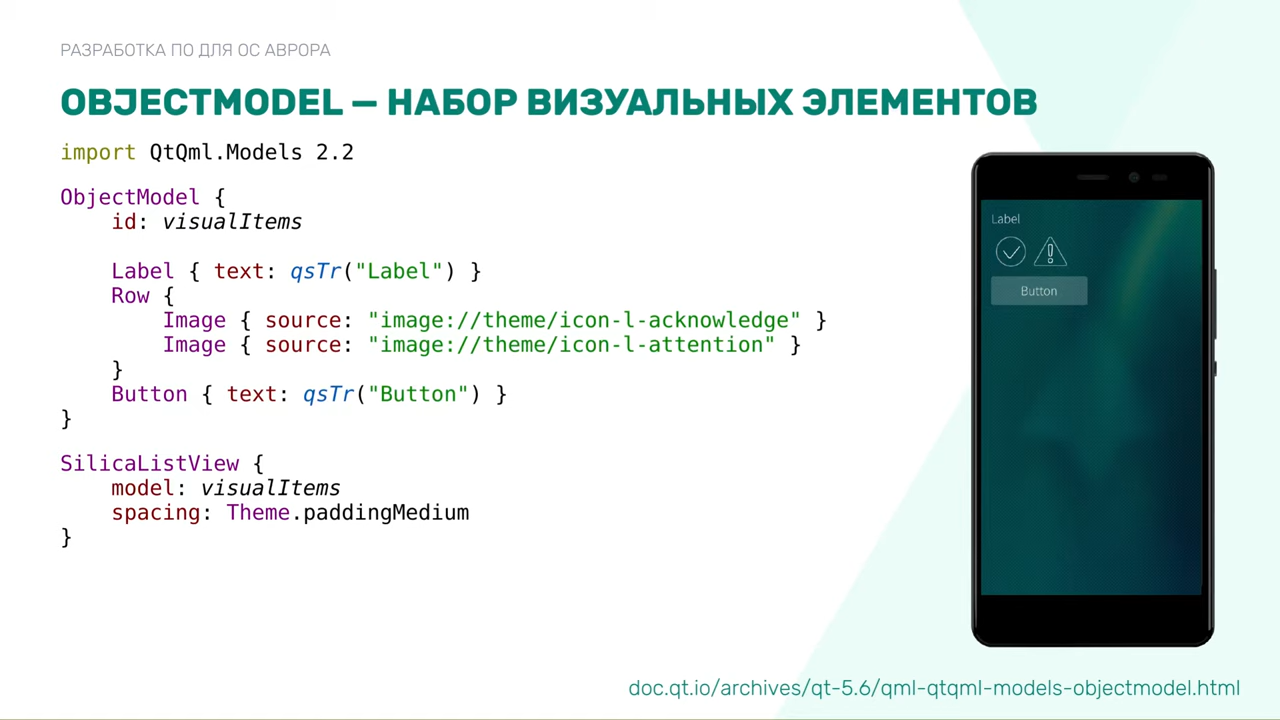 РАЗРАБОТКА ПО ДЛЯ ОС АВРОРА
OBJECTMODEL — НАБОР ВИЗУАЛЬНЫХ ЭЛЕМЕНТОВ
import QtQml.Models 2.2
ObjectModel {
    id: visualItems
    Label { text: qsTr("Label") }
    Row {
        Image { source: "image://theme/icon-l-acknowledge" }
        Image { source: "image://theme/icon-l-attention" }
    }
    Button { text: qsTr("Button") }
}
SilicaListView {
    model: visualItems
    spacing: Theme.paddingMedium
}
Label
Button
doc.qt.io/archives/qt-5.6/qml-qtqml-models-objectmodel.html